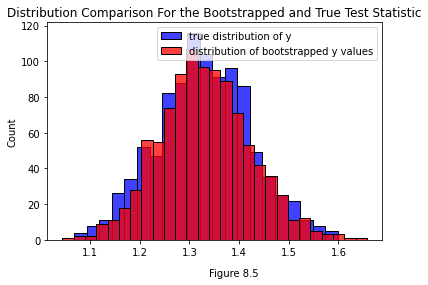 Distribution Comparison For the Bootstrapped and True Test Statistic
true distribution of y
distribution of bootstrapped y values
120
100
80
60
40
20
0
Count
1.1 1.2 1.3 1.4 1.5 1.6
Figure 8.5